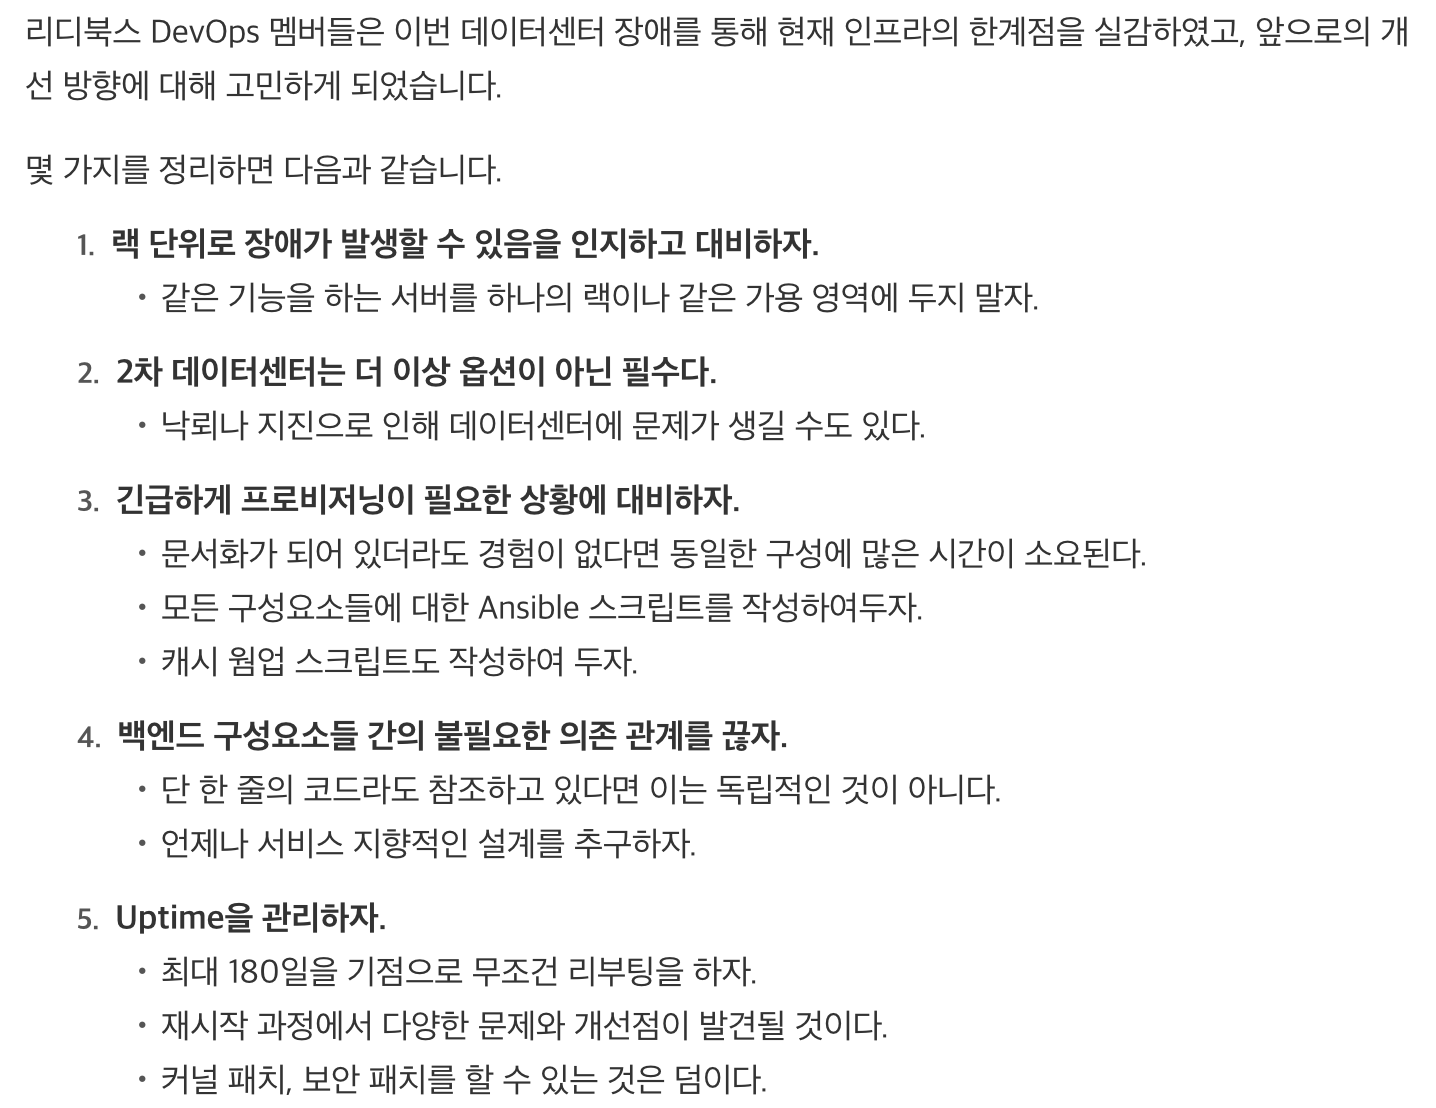 리디북스 DevOps 멤버들은 이번 데이터센터 장애를 통해 현재 인프라의 한계점을 실감하였고, 앞으로의 개
선 방향에 대해 고민하게 되었습니다.
몇 가지를 정리하면 다음과 같습니다.
1. 랙 단위로 장애가 발생할 수 있음을 인지하고 대비하자.
• 같은 기능을 하는 서버를 하나의 랙이나 같은 가용 영역에 두지 말자.
2. 2차 데이터센터는 더 이상 옵션이 아닌 필수다.
• 낙뢰나 지진으로 인해 데이터센터에 문제가 생길 수도 있다.
3. 긴급하게 프로비저닝이 필요한 상황에 대비하자.
• 문서화가 되어 있더라도 경험이 없다면 동일한 구성에 많은 시간이 소요된다.
• 모든 구성요소들에 대한 Ansible 스크립트를 작성하여두자.
• 캐시 웜업 스크립트도 작성하여 두자.
4. 백엔드 구성요소들 간의 불필요한 의존 관계를 끊자.
• 단 한 줄의 코드라도 참조하고 있다면 이는 독립적인 것이 아니다.
• 언제나 서비스 지향적인 설계를 추구하자.
5. Uptime을 관리하자.
• 최대 180일을 기점으로 무조건 리부팅을 하자.
• 재시작 과정에서 다양한 문제와 개선점이 발견될 것이다.
• 커널 패치, 보안 패치를 할 수 있는 것은 덤이다.